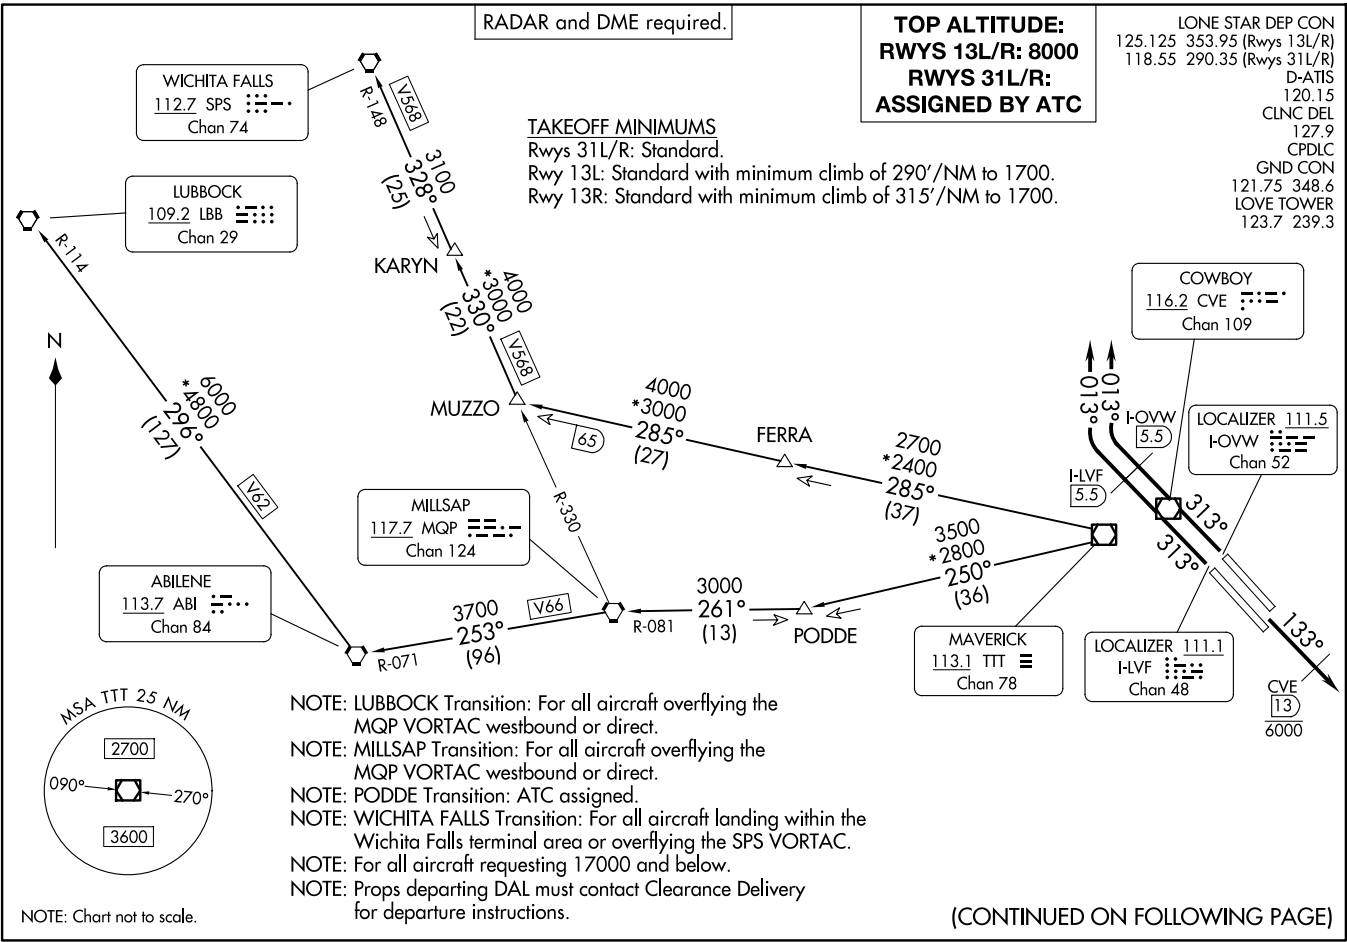 RADAR and DME required.
TOP ALTITUDE:
RWYS 13L/R: 8000
RWYS 31L/R:
ASSIGNED BY ATC
LONE STAR DEP CON
125.125 353.95 (Rwys 13L/R)
118.55 290.35 (Rwys 31L/R)
D-ATIS
120.15
CLNC DEL
127.9
CPDLC
GND CON
121.75 348.6
LOVE TOWER
123.7 239.3
TAKEOFF MINIMUMS
Rwys 31L/R: Standard.
Rwy 13L: Standard with minimum climb of 290'/NM to 1700.
Rwy 13R: Standard with minimum climb of 315'/NM to 1700.
WICHITA FALLS
112.7 SPS
Chan 74
R-148
V568
3100
328°
(25)
LUBBOCK
109.2 LBB
Chan 29
R-114
KARYN
4000
*3000
330°
(22)
V568
N
MUZZO
65
4000
*3000
285°
(27)
FERRA
2700
*2400
285°
(37)
COWBOY
116.2 CVE
Chan 109
013°
013°
I-OVW
5.5
I-LVF
5.5
LOCALIZER 111.5
I-OVW
Chan 52
313°
313°
6000
*4800
296°
(127)
V62
MILLSAP
117.7 MQP
Chan 124
R-330
3500
*2800
250°
(36)
ABILENE
113.7 ABI
Chan 84
R-071
3700
253°
(96)
V66
R-081
3000
261°
(13)
PODDE
MAVERICK
113.1 TTT
Chan 78
LOCALIZER 111.1
I-LVF
Chan 48
133°
CVE
13
6000
MSA TTT 25 NM
2700
090°
270°
3600
NOTE: LUBBOCK Transition: For all aircraft overflying the
MQP VORTAC westbound or direct.
NOTE: MILLSAP Transition: For all aircraft overflying the
MQP VORTAC westbound or direct.
NOTE: PODDE Transition: ATC assigned.
NOTE: WICHITA FALLS Transition: For all aircraft landing within the
Wichita Falls terminal area or overflying the SPS VORTAC.
NOTE: For all aircraft requesting 17000 and below.
NOTE: Props departing DAL must contact Clearance Delivery
for departure instructions.
NOTE: Chart not to scale.
(CONTINUED ON FOLLOWING PAGE)